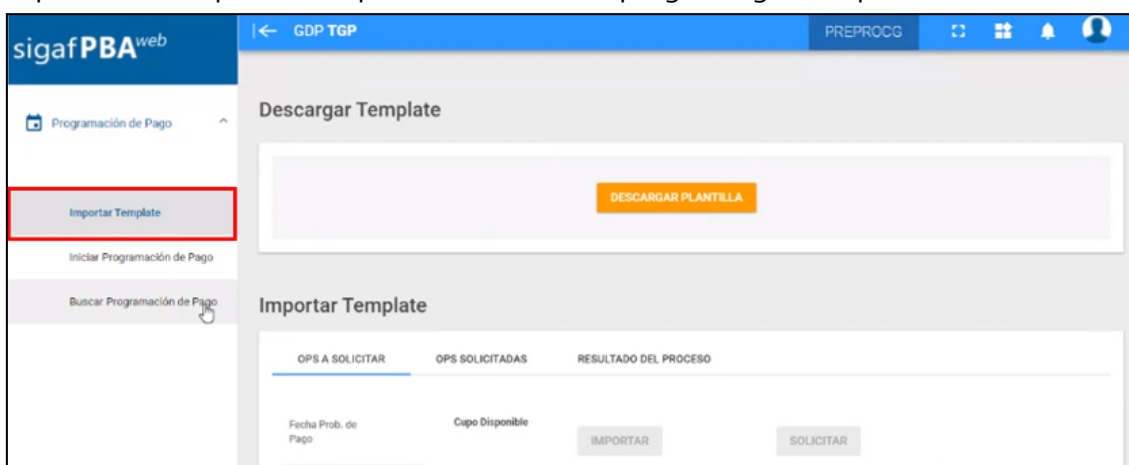 sigafPBAweb
GDP TGP
PREPROCG
Programación de Pago
Importar Template
Iniciar Programación de Pago
Buscar Programación de Pago
Descargar Template
DESCARGAR PLANTILLA
Importar Template
OPS A SOLICITAR
OPS SOLICITADAS
RESULTADO DEL PROCESO
Fecha Prob. de
Pago
Cupo Disponible
IMPORTAR
SOLICITAR